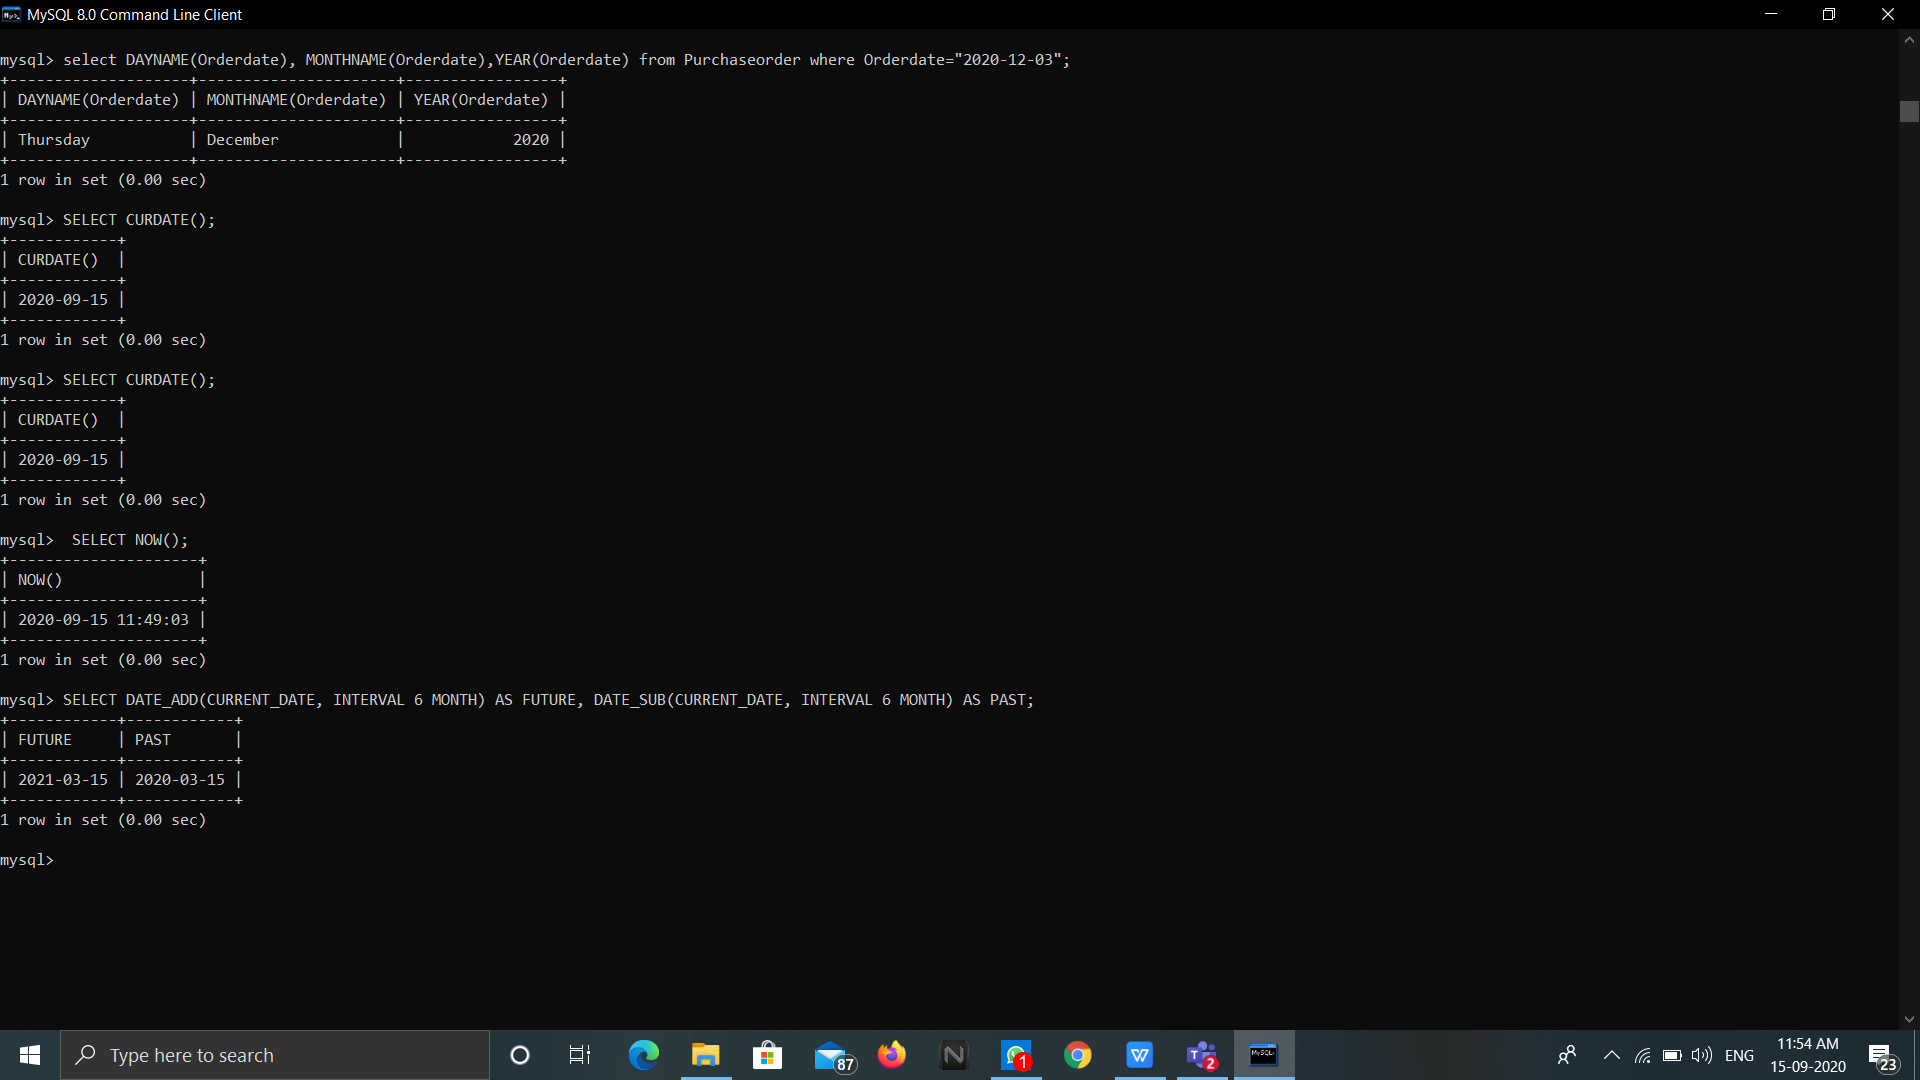 MySQL 8.0 Command Line Client
mysql> select DAYNAME(Orderdate), MONTHNAME(Orderdate),YEAR(Orderdate) from Purchaseorder where Orderdate="2020-12-03";
+--------------------+----------------------+-----------------+
| DAYNAME(Orderdate) | MONTHNAME(Orderdate) | YEAR(Orderdate) |
+--------------------+----------------------+-----------------+
| Thursday           | December             |            2020 |
+--------------------+----------------------+-----------------+
1 row in set (0.00 sec)
mysql> SELECT CURDATE();
+------------+
| CURDATE()  |
+------------+
| 2020-09-15 |
+------------+
1 row in set (0.00 sec)
mysql> SELECT CURDATE();
+------------+
| CURDATE()  |
+------------+
| 2020-09-15 |
+------------+
1 row in set (0.00 sec)
mysql>  SELECT NOW();
+---------------------+
| NOW()               |
+---------------------+
| 2020-09-15 11:49:03 |
+---------------------+
1 row in set (0.00 sec)
mysql> SELECT DATE_ADD(CURRENT_DATE, INTERVAL 6 MONTH) AS FUTURE, DATE_SUB(CURRENT_DATE, INTERVAL 6 MONTH) AS PAST;
+------------+------------+
| FUTURE     | PAST       |
+------------+------------+
| 2021-03-15 | 2020-03-15 |
+------------+------------+
1 row in set (0.00 sec)
mysql>
Type here to search
87
N
1
W
2
MySQL
ENG
11:54 AM
15-09-2020
23